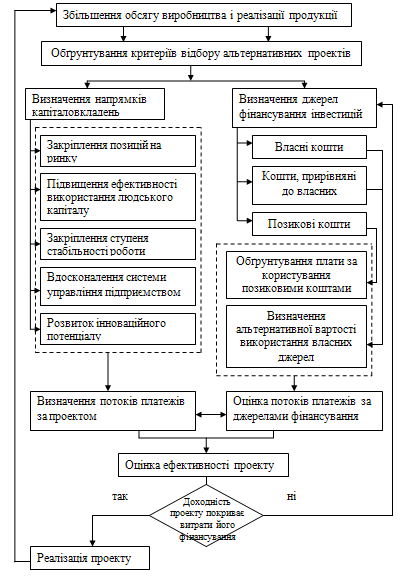 Збільшення обсягу виробництва і реалізації продукції
Обґрунтування критеріїв відбору альтернативних проектів
Визначення напрямків
капіталовкладень
Визначення джерел
фінансування інвестицій
Закріплення позицій на
ринку
Підвищення ефективності
використання людського
капіталу
Закріплення ступеня
стабільності роботи
Вдосконалення системи
управління підприємством
Розвиток інноваційного
потенціалу
Власні кошти
Кошти, прирівняні
до власних
Позикові кошти
Обґрунтування плати за
користування
позиковими коштами
Визначення
альтернативної вартості
використання власних
джерел
Визначення потоків платежів
за проектом
Оцінка потоків платежів за
джерелами фінансування
Оцінка ефективності проекту
так
ні
Доходність
проекту покриває
витрати його
фінансування
Реалізація проекту